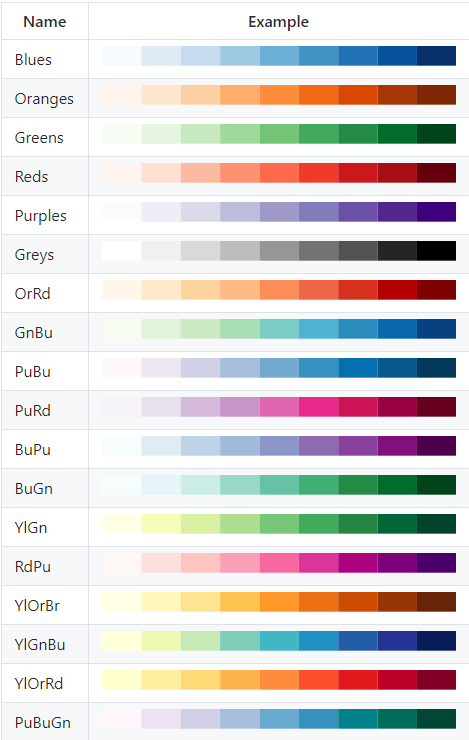 Name Example
Blues
Oranges
Greens
Reds
Purples
Greys
OrRd
GnBu
PuBu
PuRd
BuPu
BuGn
YlGn
RdPu
YlOrBr
YlGnBu
YlOrRd
PuBuGn